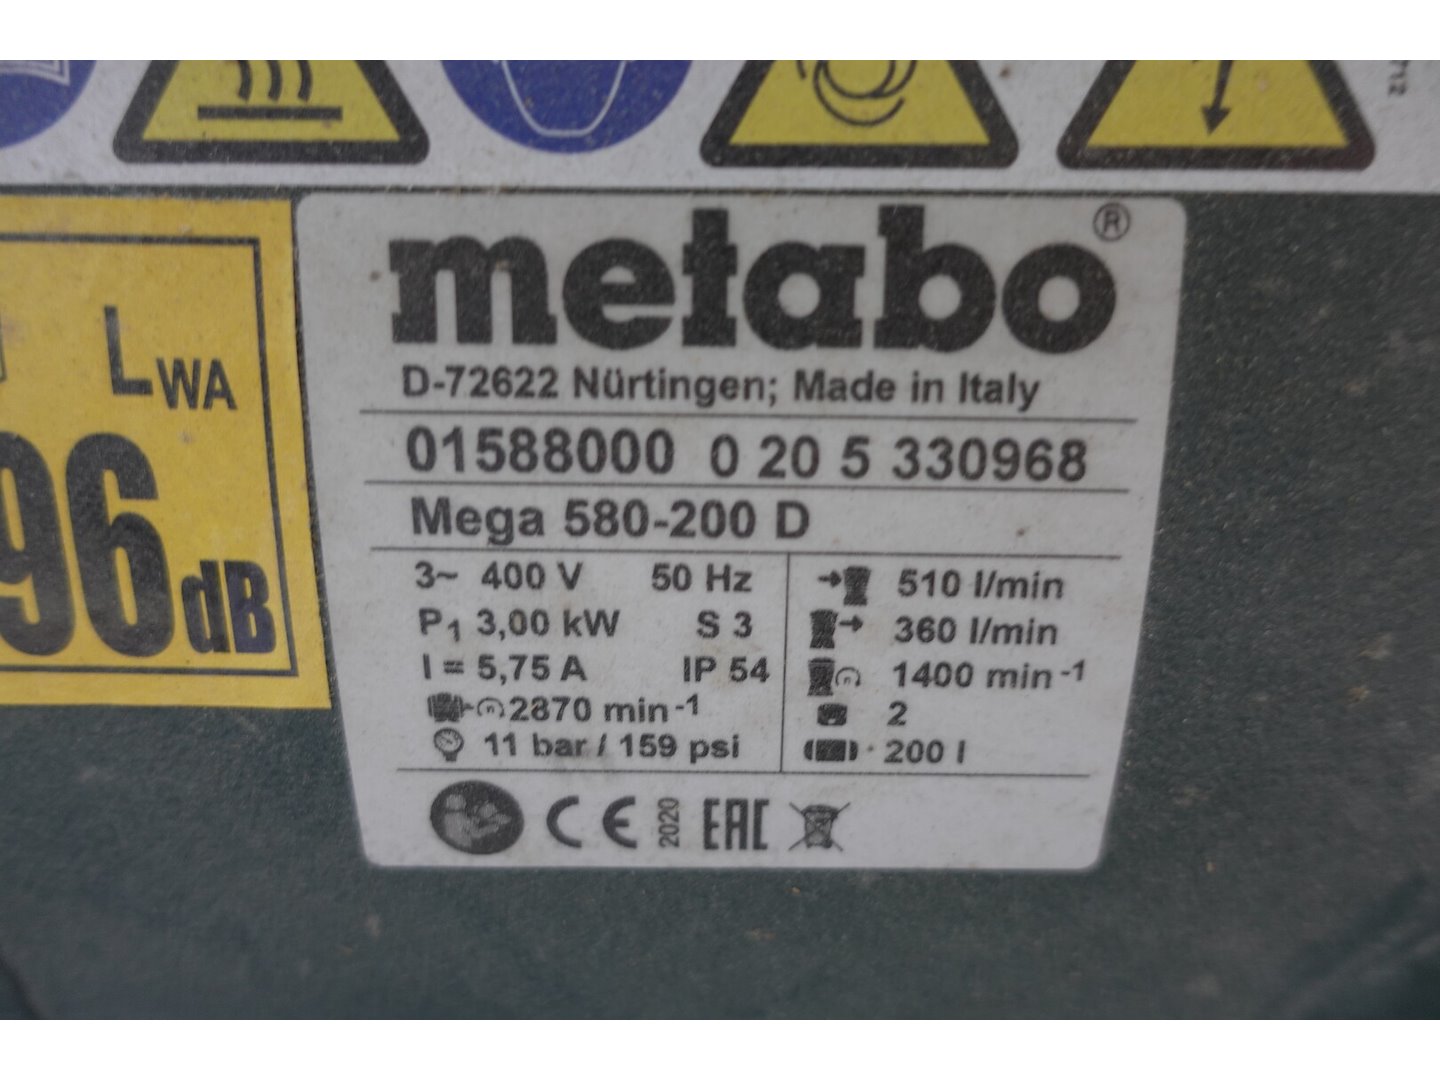 712
LWA
96 dB
metabo®
D-72622 Nürtingen; Made in Italy
01588000 0 20 5 330968
Mega 580-200 D
3~ 400 V 50 Hz
P1 3,00 kW S 3
I = 5,75 A IP 54
n 2870 min-1
11 bar / 159 psi
510 l/min
360 l/min
n 1400 min-1
2
200 l
CE 2020 EAC